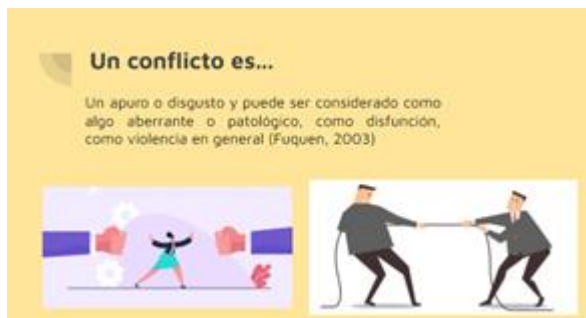 Un conflicto es...
Un apuro o disgusto y puede ser considerado como
algo aberrante o patológico, como disfunción,
como violencia en general (Fuquen, 2003)